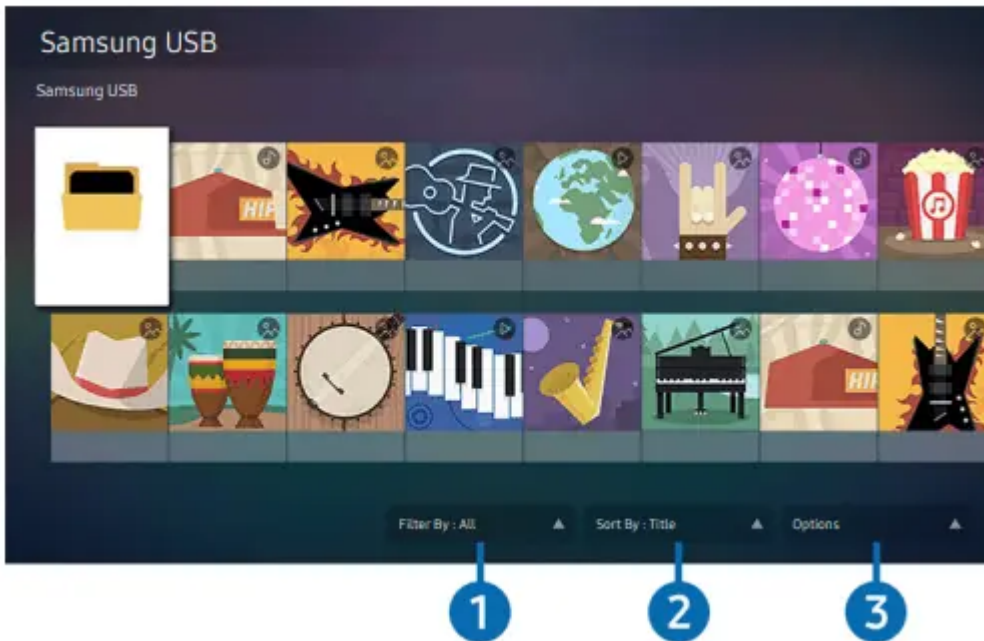 Samsung USB
Samsung USB
HIP
HIP
Filter By : All
Sort By : Title
Options
1
2
3